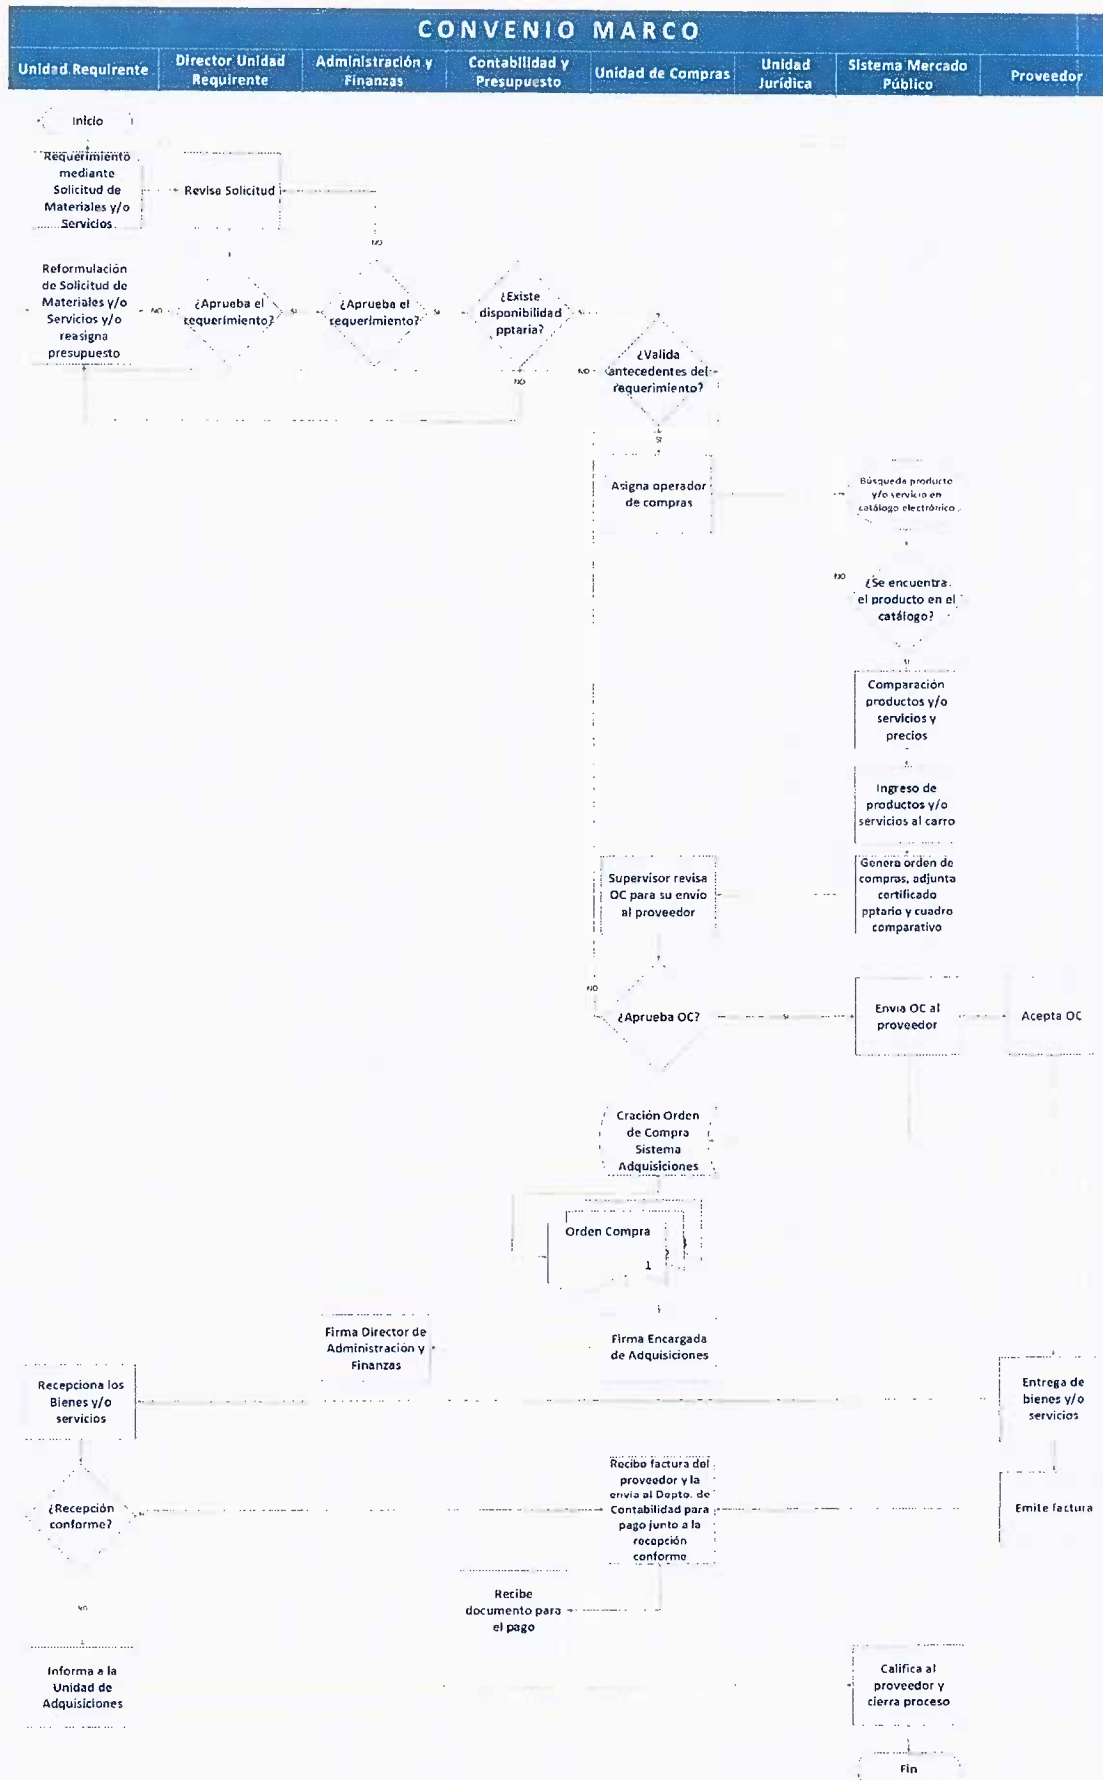 CONVENIO MARCO
Unidad Requirente
Director Unidad
Requirente
Administración y
Finanzas
Contabilidad y
Presupuesto
Unidad de Compras
Unidad
Jurídica
Sistema Mercado
Público
Proveedor
Inicio
Requerimiento
mediante
Solicitud de
Materiales y/o
Servicios
Revisa Solicitud
NO
Reformulación
de Solicitud de
Materiales y/o
Servicios y/o
reasigna
presupuesto
NO
¿Aprueba el
requerimiento?
SI
¿Aprueba el
requerimiento?
SI
¿Existe
disponibilidad
pptaria?
SI
NO
NO
¿Valida
antecedentes del
requerimiento?
SI
Asigna operador
de compras
Búsqueda producto
y/o servicio en
catálogo electrónico
NO
¿Se encuentra
el producto en el
catálogo?
SI
Comparación
productos y/o
servicios y
precios
Ingreso de
productos y/o
servicios al carro
Supervisor revisa
OC para su envío
al proveedor
Genera orden de
compras, adjunta
certificado
pptario y cuadro
comparativo
NO
¿Aprueba OC?
SI
Envia OC al
proveedor
Acepta OC
Cración Orden
de Compra
Sistema
Adquisiciones
Orden Compra
1
Firma Director de
Administración y
Finanzas
Firma Encargada
de Adquisiciones
Recepciona los
Bienes y/o
servicios
Entrega de
bienes y/o
servicios
¿Recepción
conforme?
Recibe factura del
proveedor y la
envia al Depto. de
Contabilidad para
pago junto a la
recepción
conforme
Emite factura
Recibe
documento para
el pago
NO
Informa a la
Unidad de
Adquisiciones
Califica al
proveedor y
cierra proceso
Fin